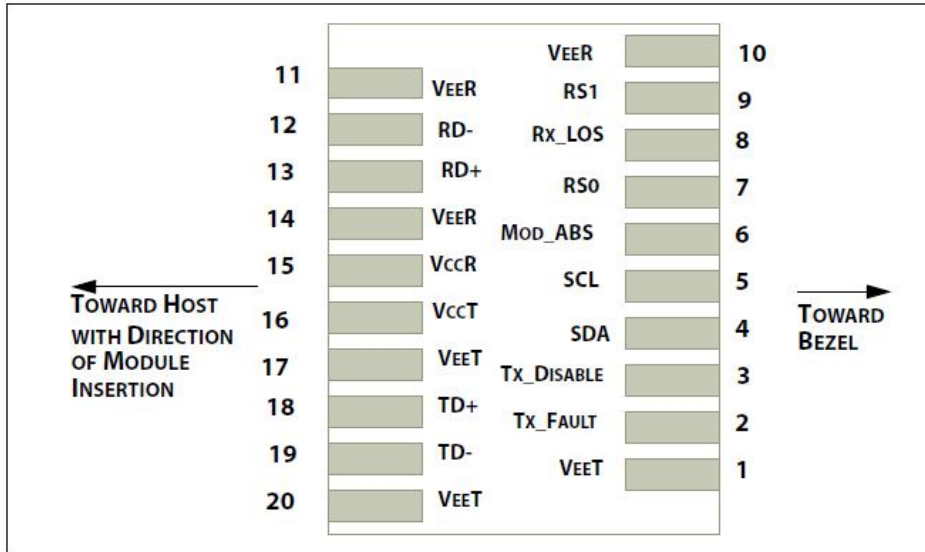 11 VEER
12 RD-
13 RD+
14 VEER
15 VCCR
16 VCCT
17 VEET
18 TD+
19 TD-
20 VEET
TOWARD HOST
WITH DIRECTION
OF MODULE
INSERTION
VEER 10
RS1 9
RX_LOS 8
RS0 7
MOD_ABS 6
SCL 5
SDA 4
TX_DISABLE 3
TX_FAULT 2
VEET 1
TOWARD
BEZEL